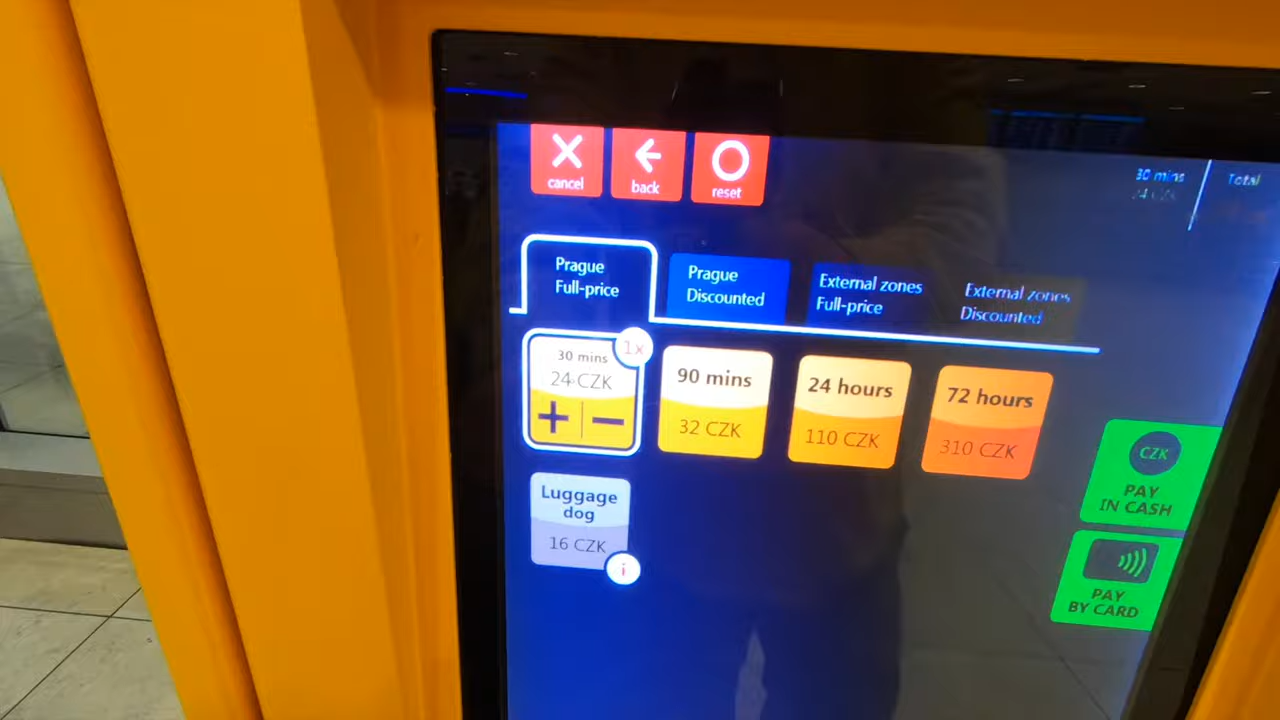 cancel
back
reset
30 mins
24 CZK
Total
Prague
Full-price
Prague
Discounted
External zones
Full-price
External zones
Discounted
1x
30 mins
24 CZK
+ −
90 mins
32 CZK
24 hours
110 CZK
72 hours
310 CZK
Luggage
dog
16 CZK
i
CZK
PAY
IN CASH
PAY
BY CARD